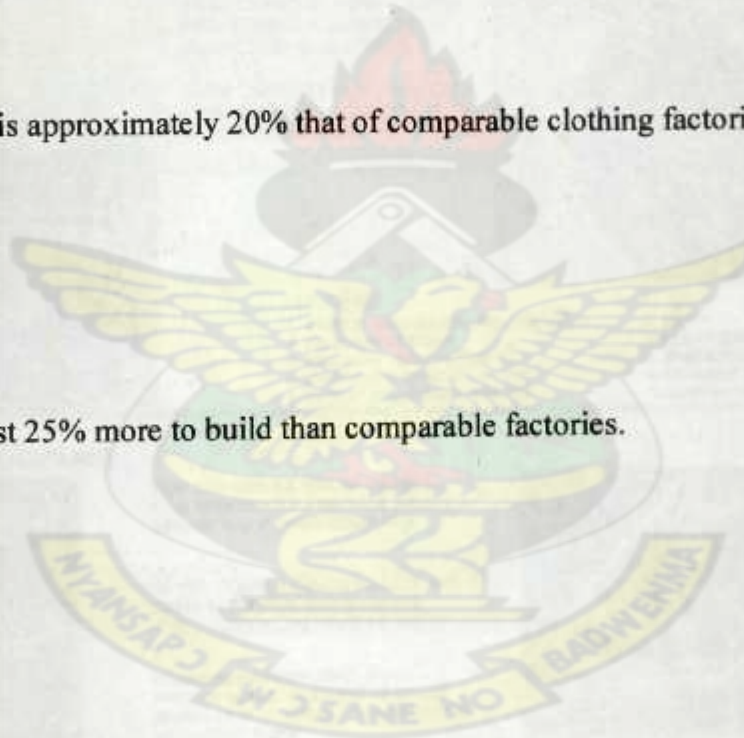 is approximately 20% that of comparable clothing
st 25% more to build than comparable factories.
NYANSAPƆ WƆSANE NO BADWENMA